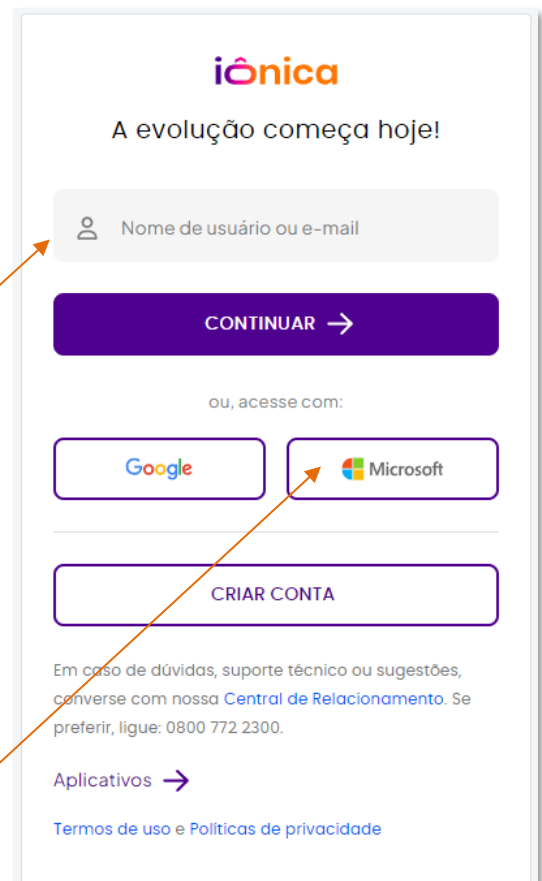 iônica
A evolução começa hoje!
Nome de usuário ou e-mail
CONTINUAR →
ou, acesse com:
Google
Microsoft
CRIAR CONTA
Em caso de dúvidas, suporte técnico ou sugestões,
converse com nossa Central de Relacionamento. Se
preferir, ligue: 0800 772 2300.
Aplicativos →
Termos de uso e Políticas de privacidade